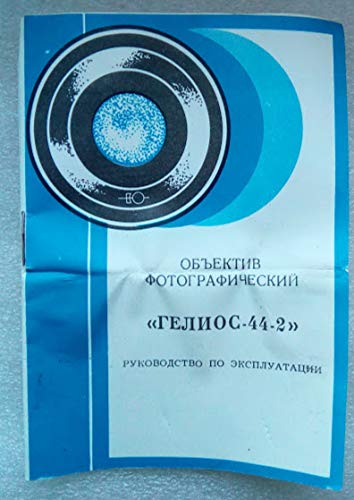 ОБЪЕКТИВ
ФОТОГРАФИЧЕСКИЙ
«ГЕЛИОС-44-2»
РУКОВОДСТВО ПО ЭКСПЛУАТАЦИИ